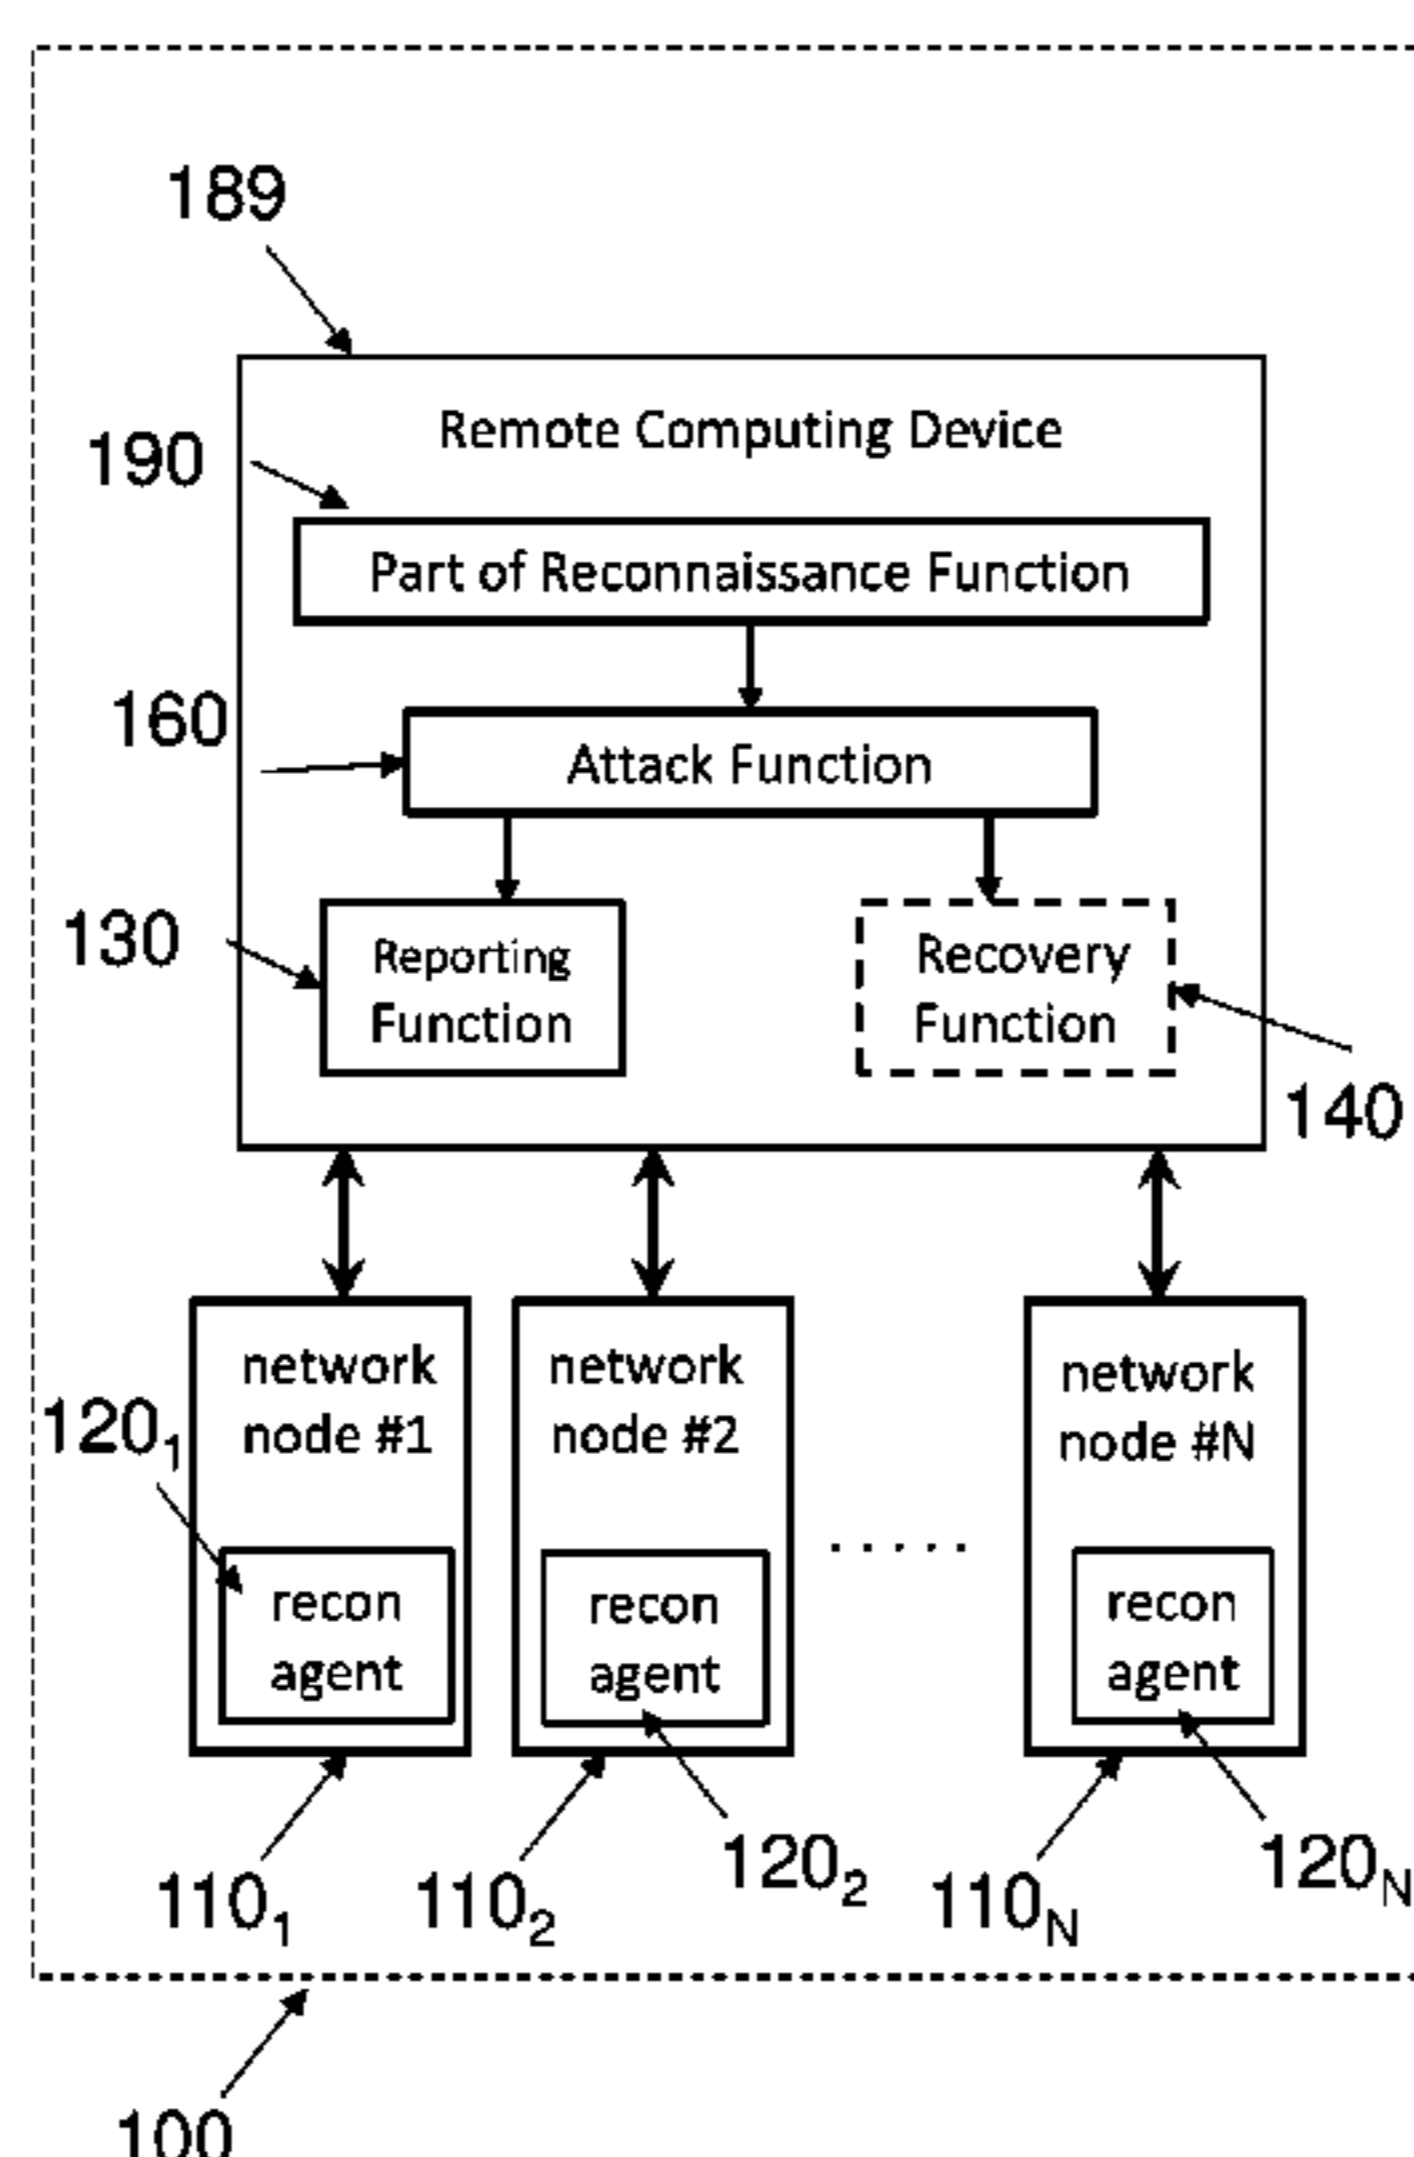 189
Remote Computing Device
190
Part of Reconnaissance Function
160
Attack Function
130
Reporting
Function
Recovery
Function
140
network
node #1
network
node #2
network
node #N
120₁
recon
agent
recon
agent
.....
recon
agent
110₁
110₂
120₂
110N
120N
100